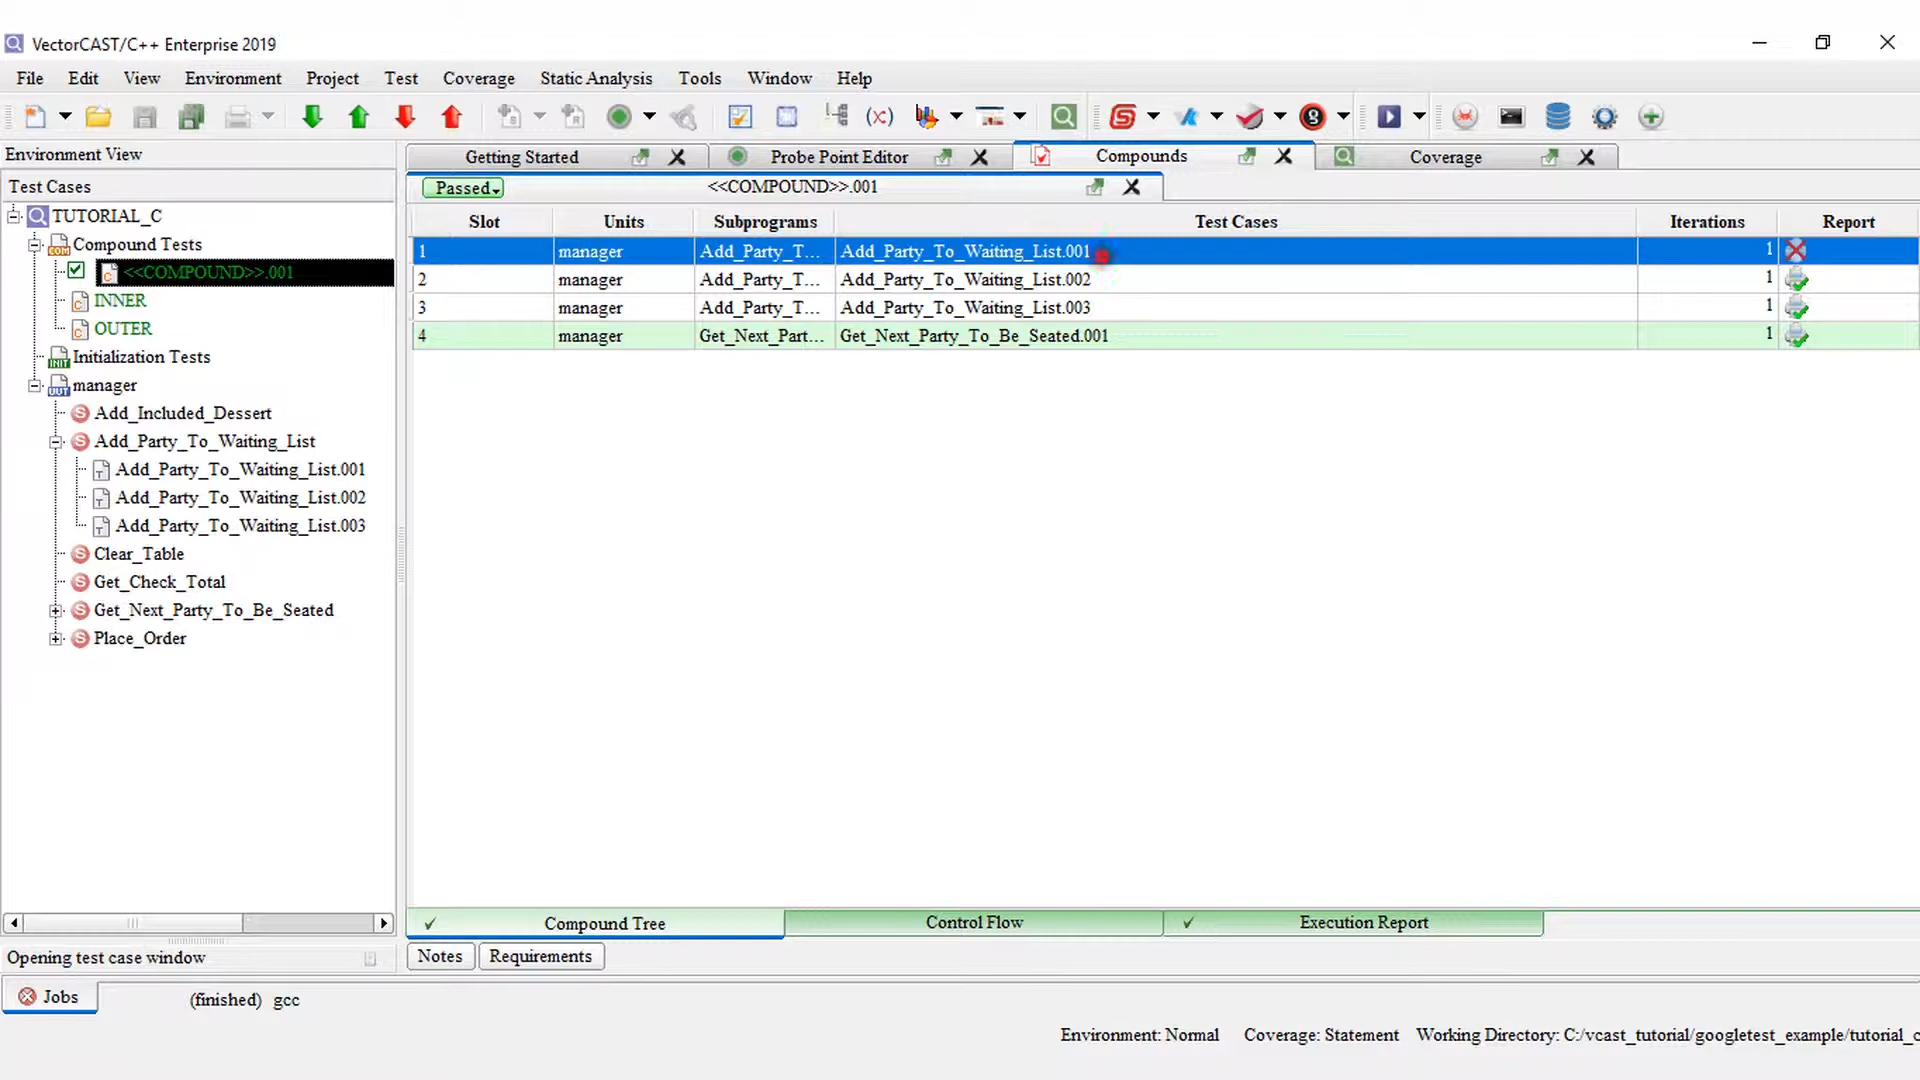 VectorCAST/C++ Enterprise 2019
File Edit View Environment Project Test Coverage Static Analysis Tools Window Help
Environment View
Getting Started Probe Point Editor Compounds Coverage
Test Cases
Passed <<COMPOUND>>.001
Slot Units Subprograms Test Cases Iterations Report
1 manager Add_Party_T... Add_Party_To_Waiting_List.001 1
2 manager Add_Party_T... Add_Party_To_Waiting_List.002 1
3 manager Add_Party_T... Add_Party_To_Waiting_List.003 1
4 manager Get_Next_Part... Get_Next_Party_To_Be_Seated.001 1
TUTORIAL_C
Compound Tests
<<COMPOUND>>.001
INNER
OUTER
Initialization Tests
manager
Add_Included_Dessert
Add_Party_To_Waiting_List
Add_Party_To_Waiting_List.001
Add_Party_To_Waiting_List.002
Add_Party_To_Waiting_List.003
Clear_Table
Get_Check_Total
Get_Next_Party_To_Be_Seated
Place_Order
Compound Tree Control Flow Execution Report
Opening test case window
Notes Requirements
Jobs (finished) gcc
Environment: Normal Coverage: Statement Working Directory: C:/vcast_tutorial/googletest_example/tutorial_c